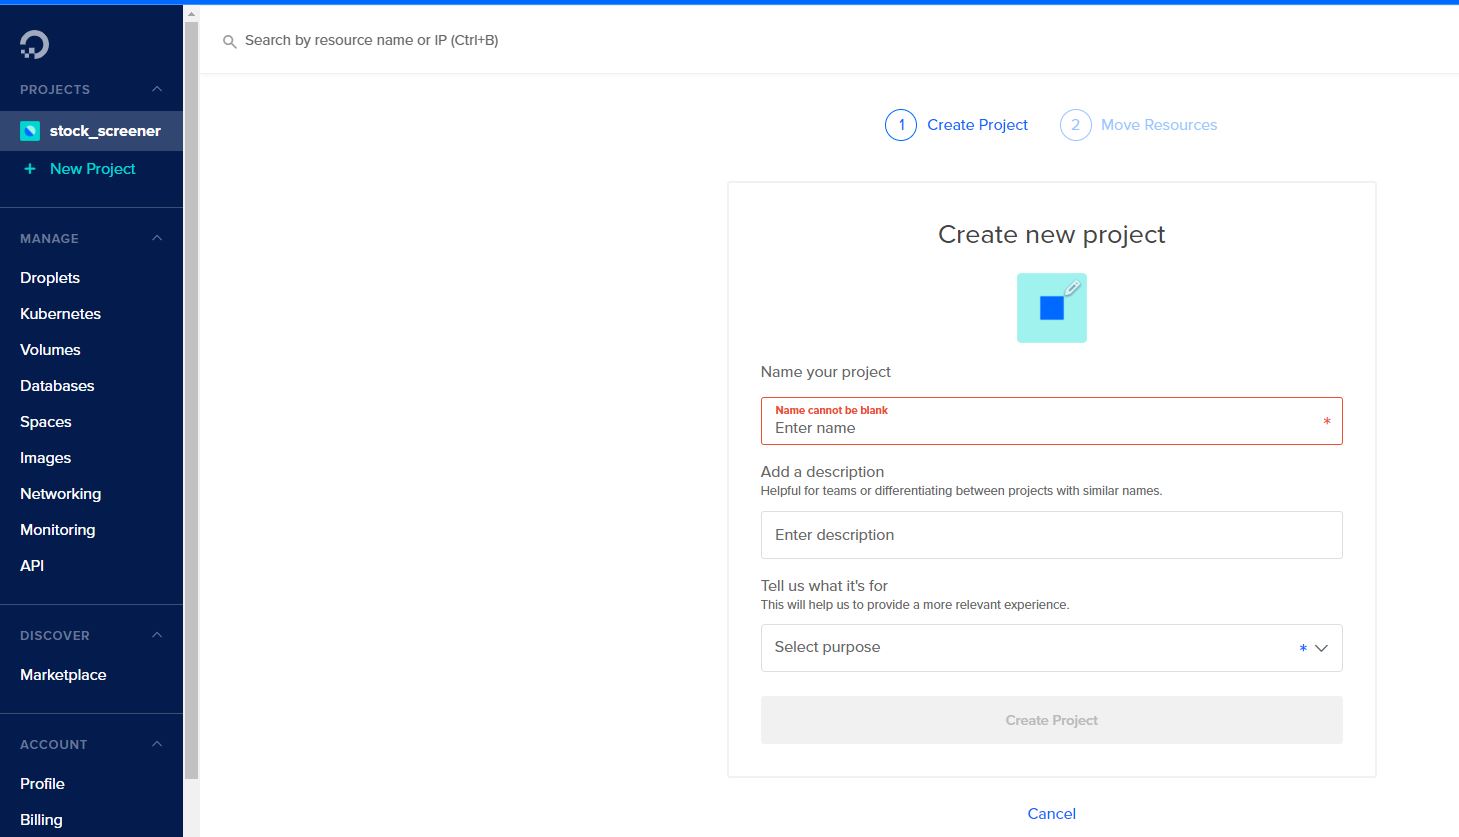 Search by resource name or IP (Ctrl+B)
PROJECTS
stock_screener
+ New Project
MANAGE
Droplets
Kubernetes
Volumes
Databases
Spaces
Images
Networking
Monitoring
API
DISCOVER
Marketplace
ACCOUNT
Profile
Billing
1 Create Project 2 Move Resources
Create new project
Name your project
Name cannot be blank
Enter name *
Add a description
Helpful for teams or differentiating between projects with similar names.
Enter description
Tell us what it's for
This will help us to provide a more relevant experience.
Select purpose *
Create Project
Cancel